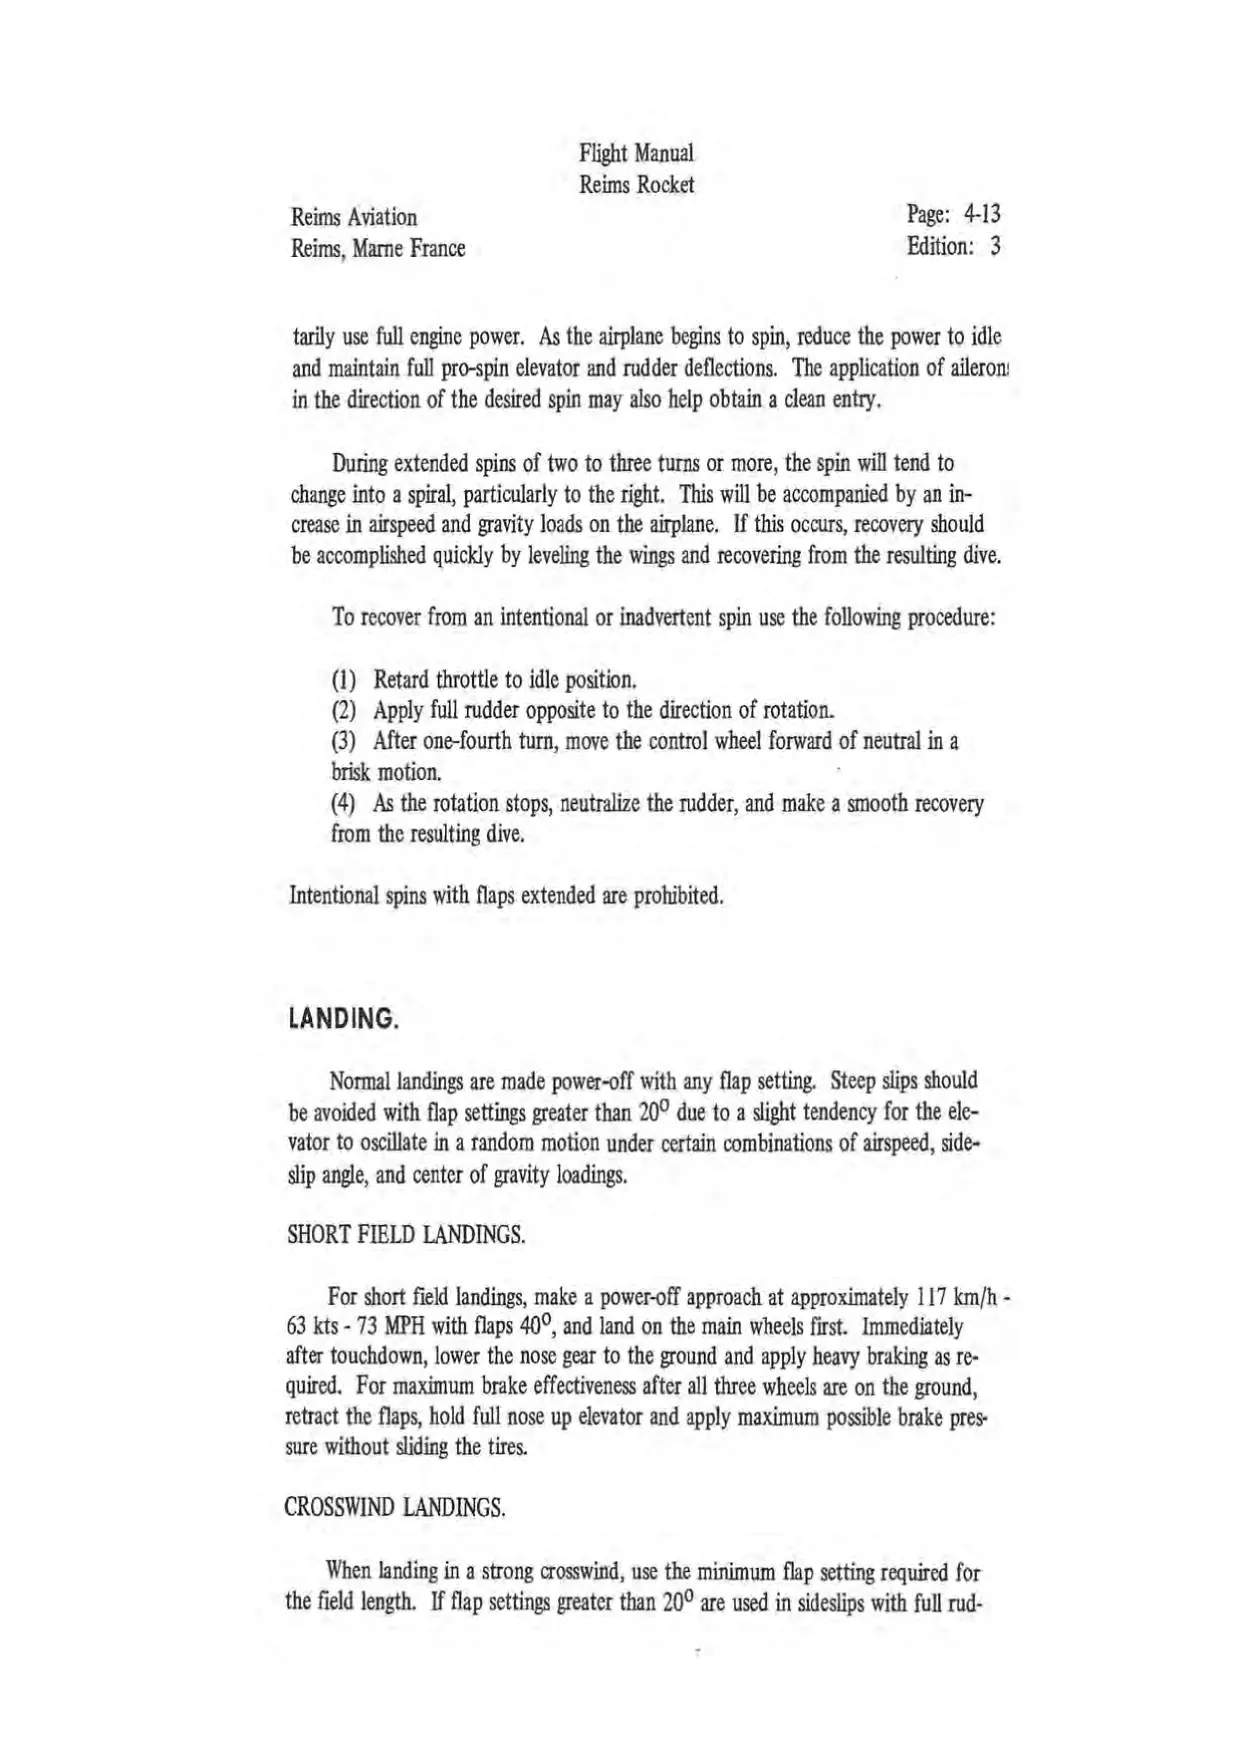 Flight Manual
Reims Rocket
Reims Aviation
Page: 4-13
Reims, Marne France
Edition: 3
tarily use full engine power. As the airplane begins to spin, reduce the power to idle
and maintain full pro-spin elevator and rudder deflections. The application of ailerons
in the direction of the desired spin may also help obtain a clean entry.
During extended spins of two to three turns or more, the spin will tend to
change into a spiral, particularly to the right. This will be accompanied by an in-
crease in airspeed and gravity loads on the airplane. If this occurs, recovery should
be accomplished quickly by leveling the wings and recovering from the resulting dive.
To recover from an intentional or inadvertent spin use the following procedure:
(1) Retard throttle to idle position.
(2) Apply full rudder opposite to the direction of rotation.
(3) After one-fourth turn, move the control wheel forward of neutral in a
brisk motion.
(4) As the rotation stops, neutralize the rudder, and make a smooth recovery
from the resulting dive.
Intentional spins with flaps extended are prohibited.
LANDING.
Normal landings are made power-off with any flap setting. Steep slips should
be avoided with flap settings greater than 20° due to a slight tendency for the ele-
vator to oscillate in a random motion under certain combinations of airspeed, side-
slip angle, and center of gravity loadings.
SHORT FIELD LANDINGS.
For short field landings, make a power-off approach at approximately 117 km/h -
63 kts - 73 MPH with flaps 40°, and land on the main wheels first. Immediately
after touchdown, lower the nose gear to the ground and apply heavy braking as re-
quired. For maximum brake effectiveness after all three wheels are on the ground,
retract the flaps, hold full nose up elevator and apply maximum possible brake pres-
sure without sliding the tires.
CROSSWIND LANDINGS.
When landing in a strong crosswind, use the minimum flap setting required for
the field length. If flap settings greater than 20° are used in sideslips with full rud-